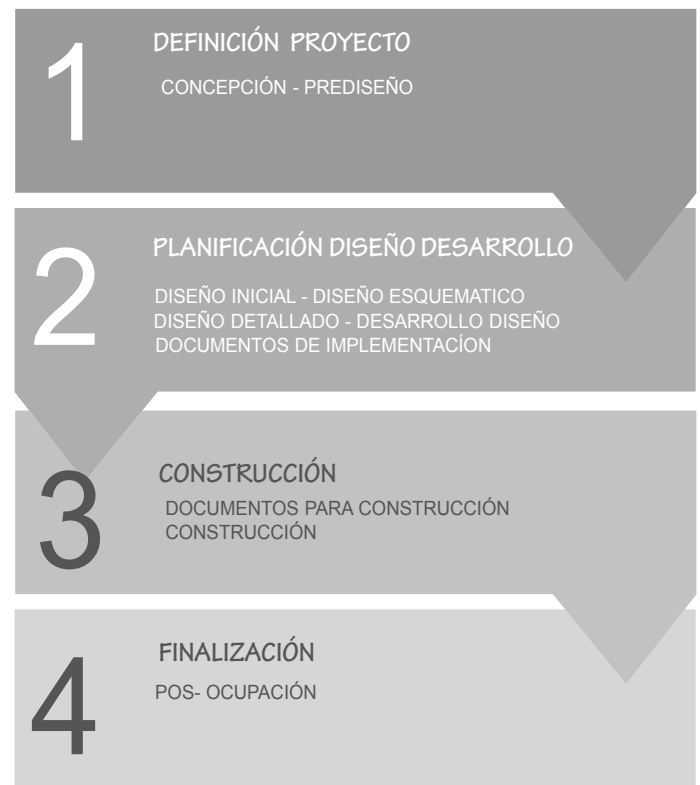 1
DEFINICIÓN PROYECTO
CONCEPCIÓN - PREDISEÑO
2
PLANIFICACIÓN DISEÑO DESARROLLO
DISEÑO INICIAL - DISEÑO ESQUEMATICO
DISEÑO DETALLADO - DESARROLLO DISEÑO
DOCUMENTOS DE IMPLEMENTACÍON
3
CONSTRUCCIÓN
DOCUMENTOS PARA CONSTRUCCIÓN
CONSTRUCCIÓN
4
FINALIZACIÓN
POS- OCUPACIÓN